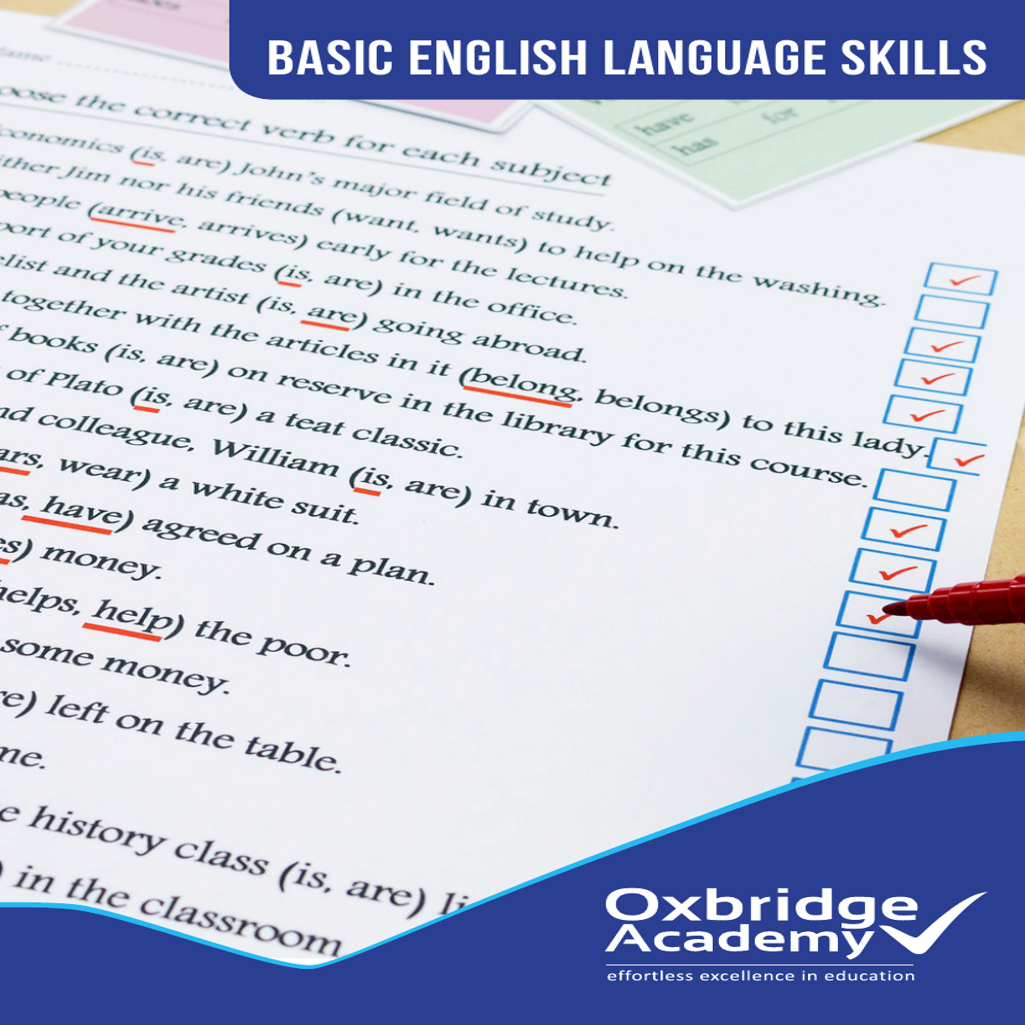 BASIC ENGLISH LANGUAGE SKILLS
have for
has
oose the correct verb for each subject
conomics (is, are) John's major field of study.
ither Jim nor his friends (want, wants) to help on the washing.
people (arrive, arrives) early for the lectures.
port of your grades (is, are) in the office.
elist and the artist (is, are) going abroad.
together with the articles in it (belong, belongs) to this lady.
f books (is, are) on reserve in the library for this course.
of Plato (is, are) a teat classic.
nd colleague, William (is, are) in town.
ars, wear) a white suit.
as, have) agreed on a plan.
es) money.
helps, help) the poor.
some money.
re) left on the table.
me.
e history class (is, are) li
) in the classroom
Oxbridge
Academy
effortless excellence in education